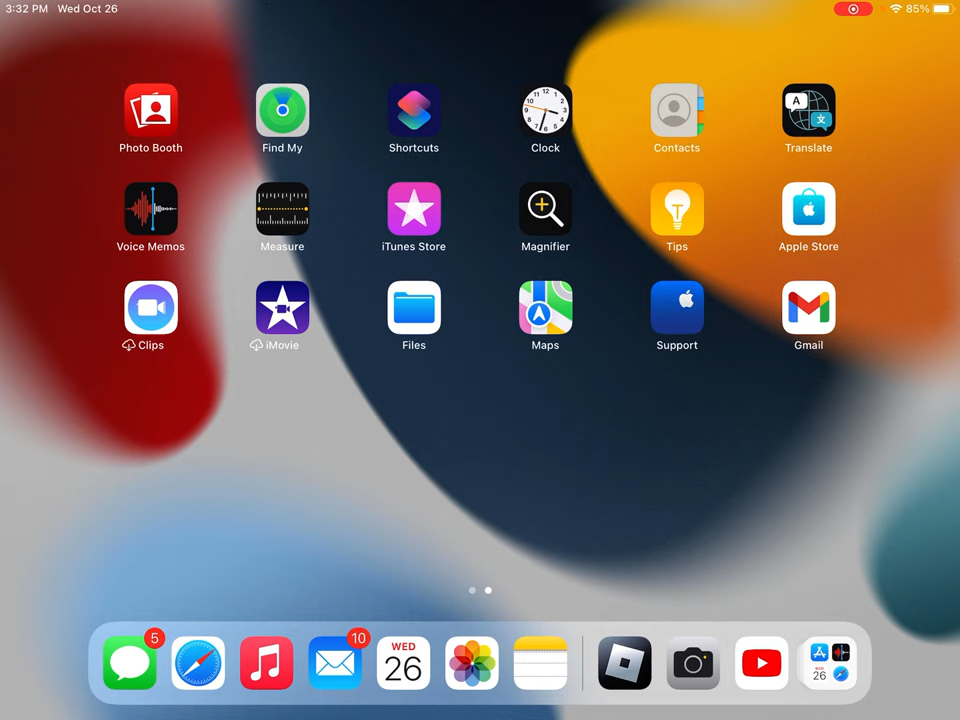 3:32 PM Wed Oct 26
85%
Photo Booth
Find My
Shortcuts
Clock
Contacts
Translate
Voice Memos
Measure
iTunes Store
Magnifier
Tips
Apple Store
Clips
iMovie
Files
Maps
Support
Gmail
5
10
WED
26
26